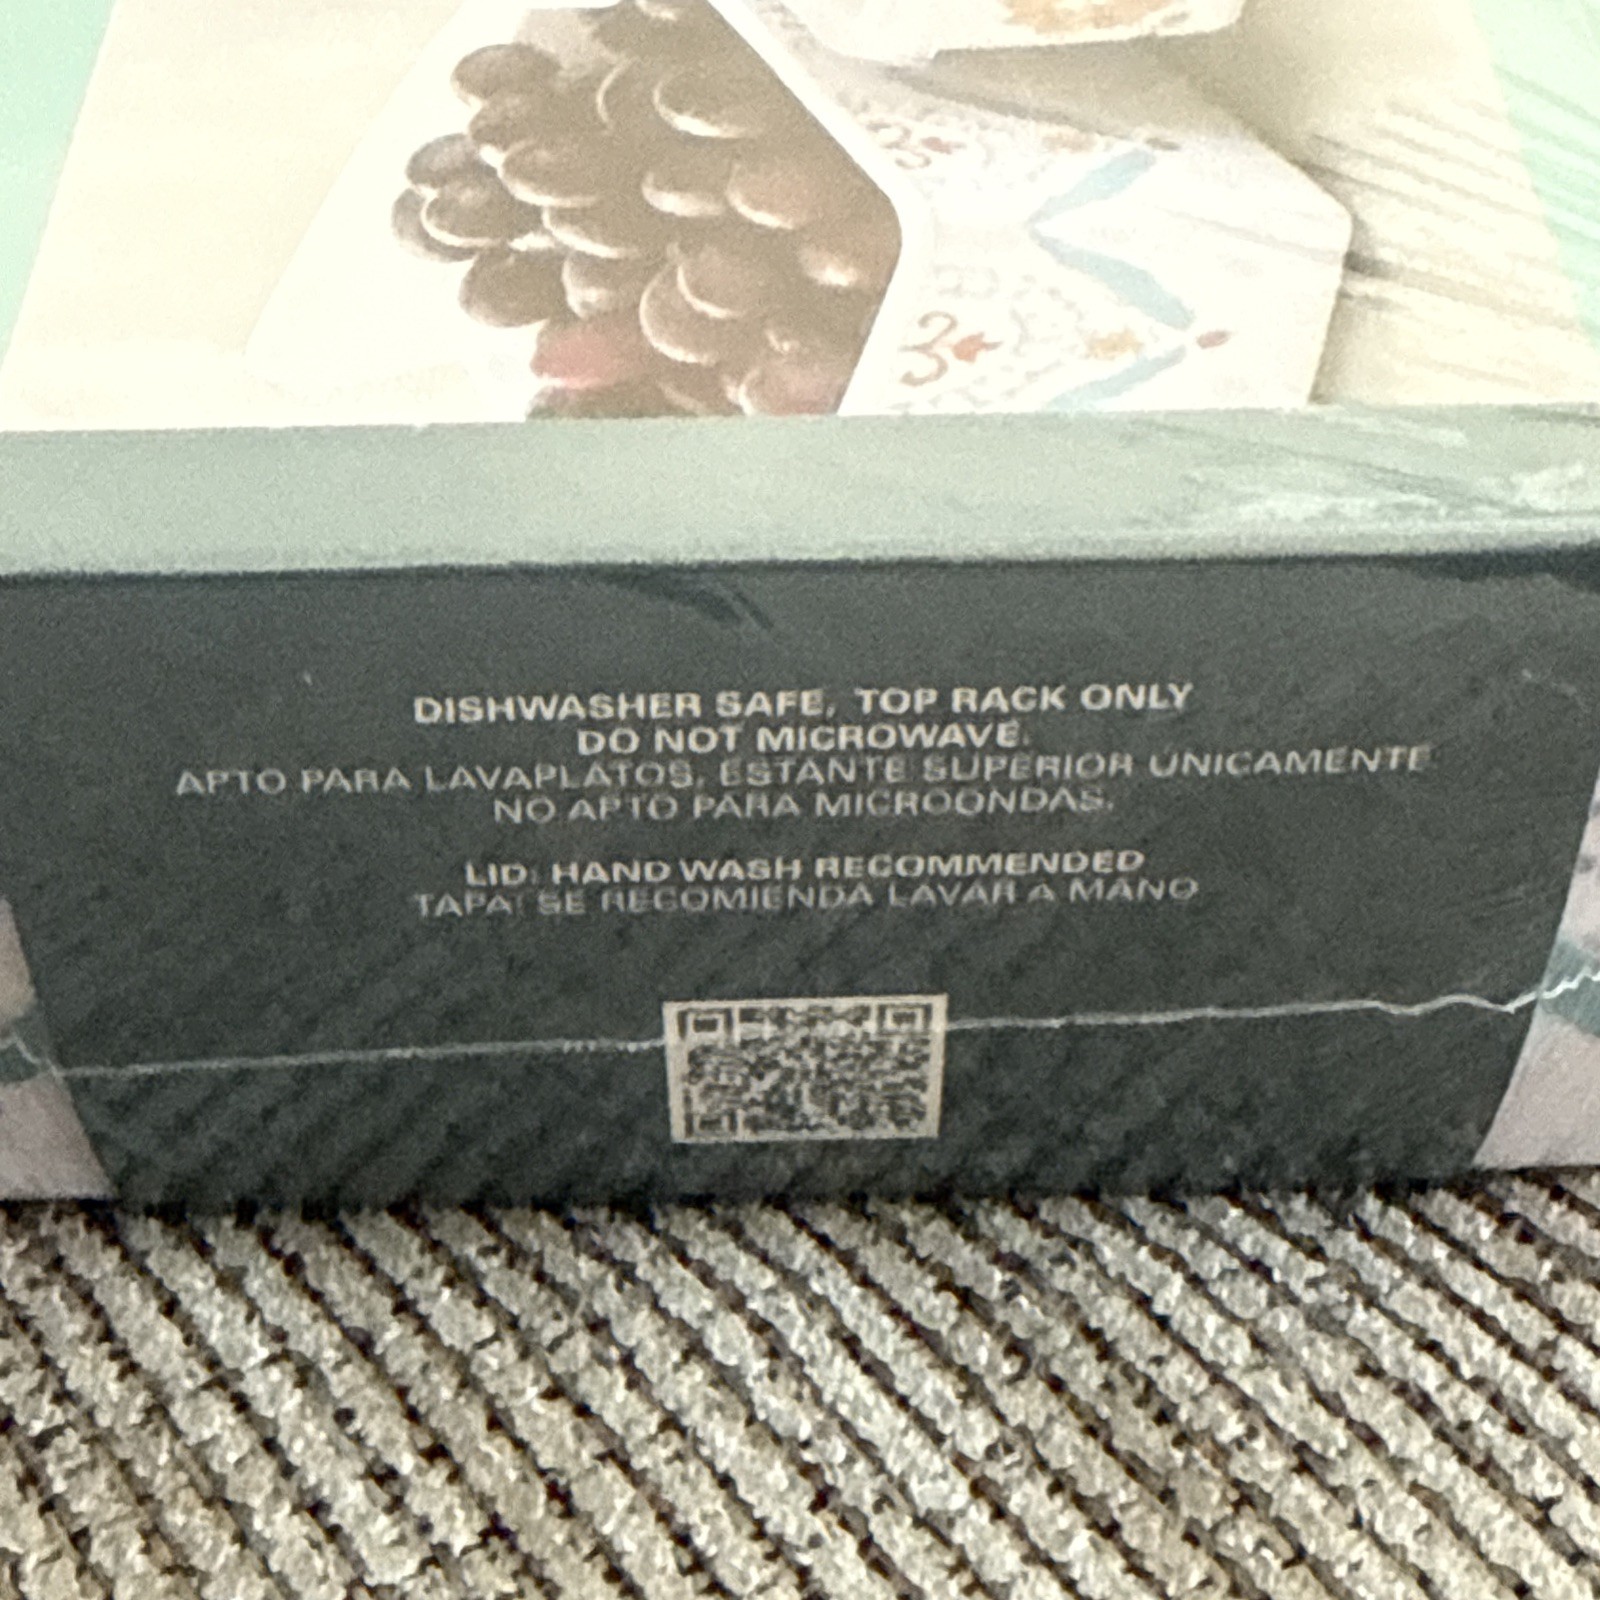 DISHWASHER SAFE, TOP RACK ONLY
DO NOT MICROWAVE.
APTO PARA LAVAPLATOS, ESTANTE SUPERIOR ÚNICAMENTE
NO APTO PARA MICROONDAS.
LID: HAND WASH RECOMMENDED
TAPA: SE RECOMIENDA LAVAR A MANO